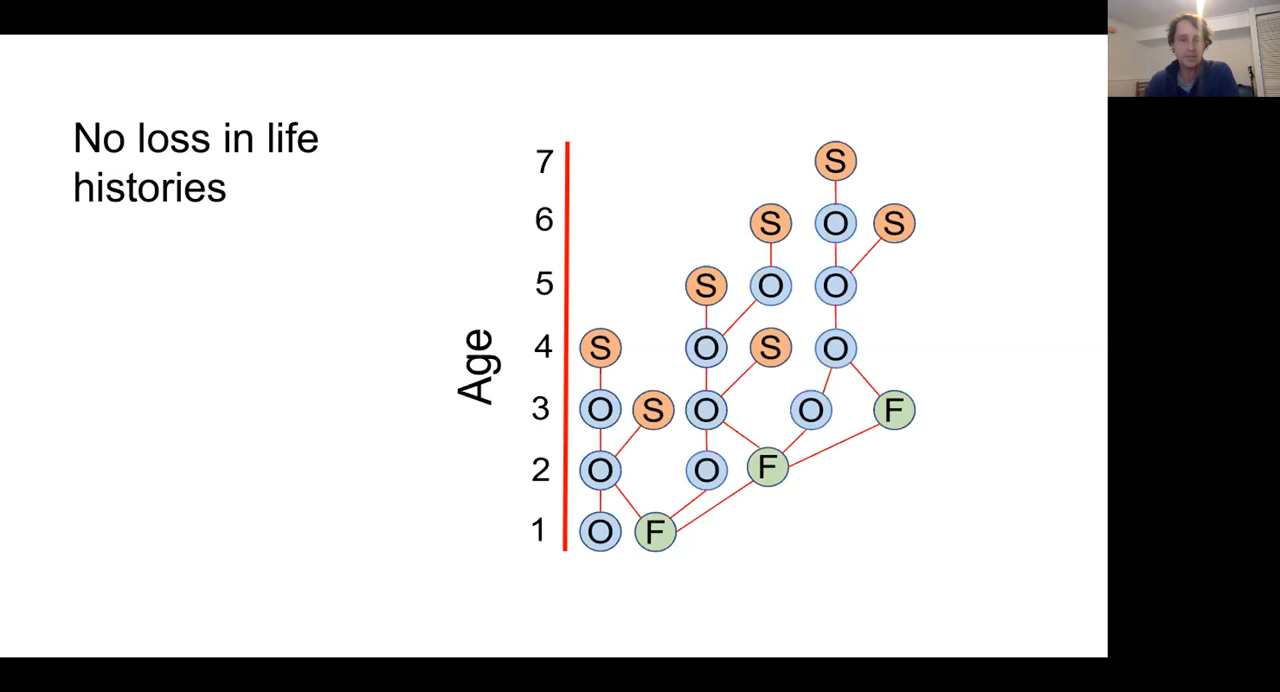 No loss in life
histories
7 S
6 S O S
5 S O O
4 S O S O
3 O S O O F
2 O O F
1 O F
Age